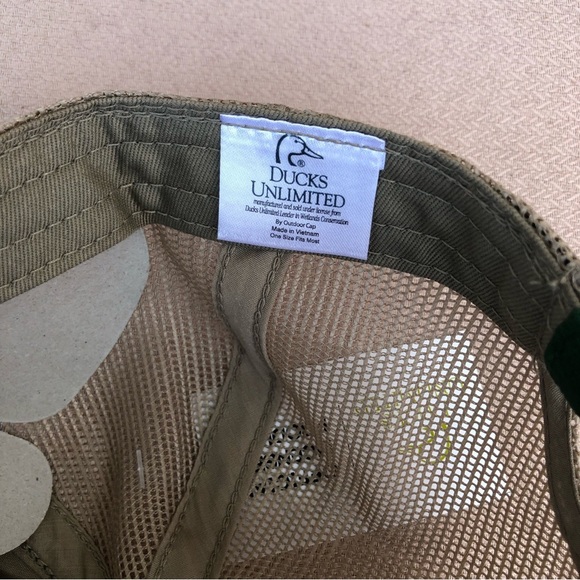 ®
DUCKS
UNLIMITED
manufactured and sold under license from
Ducks Unlimited Leader in Wetlands Conservation
By Outdoor Cap
Made in Vietnam
One Size Fits Most